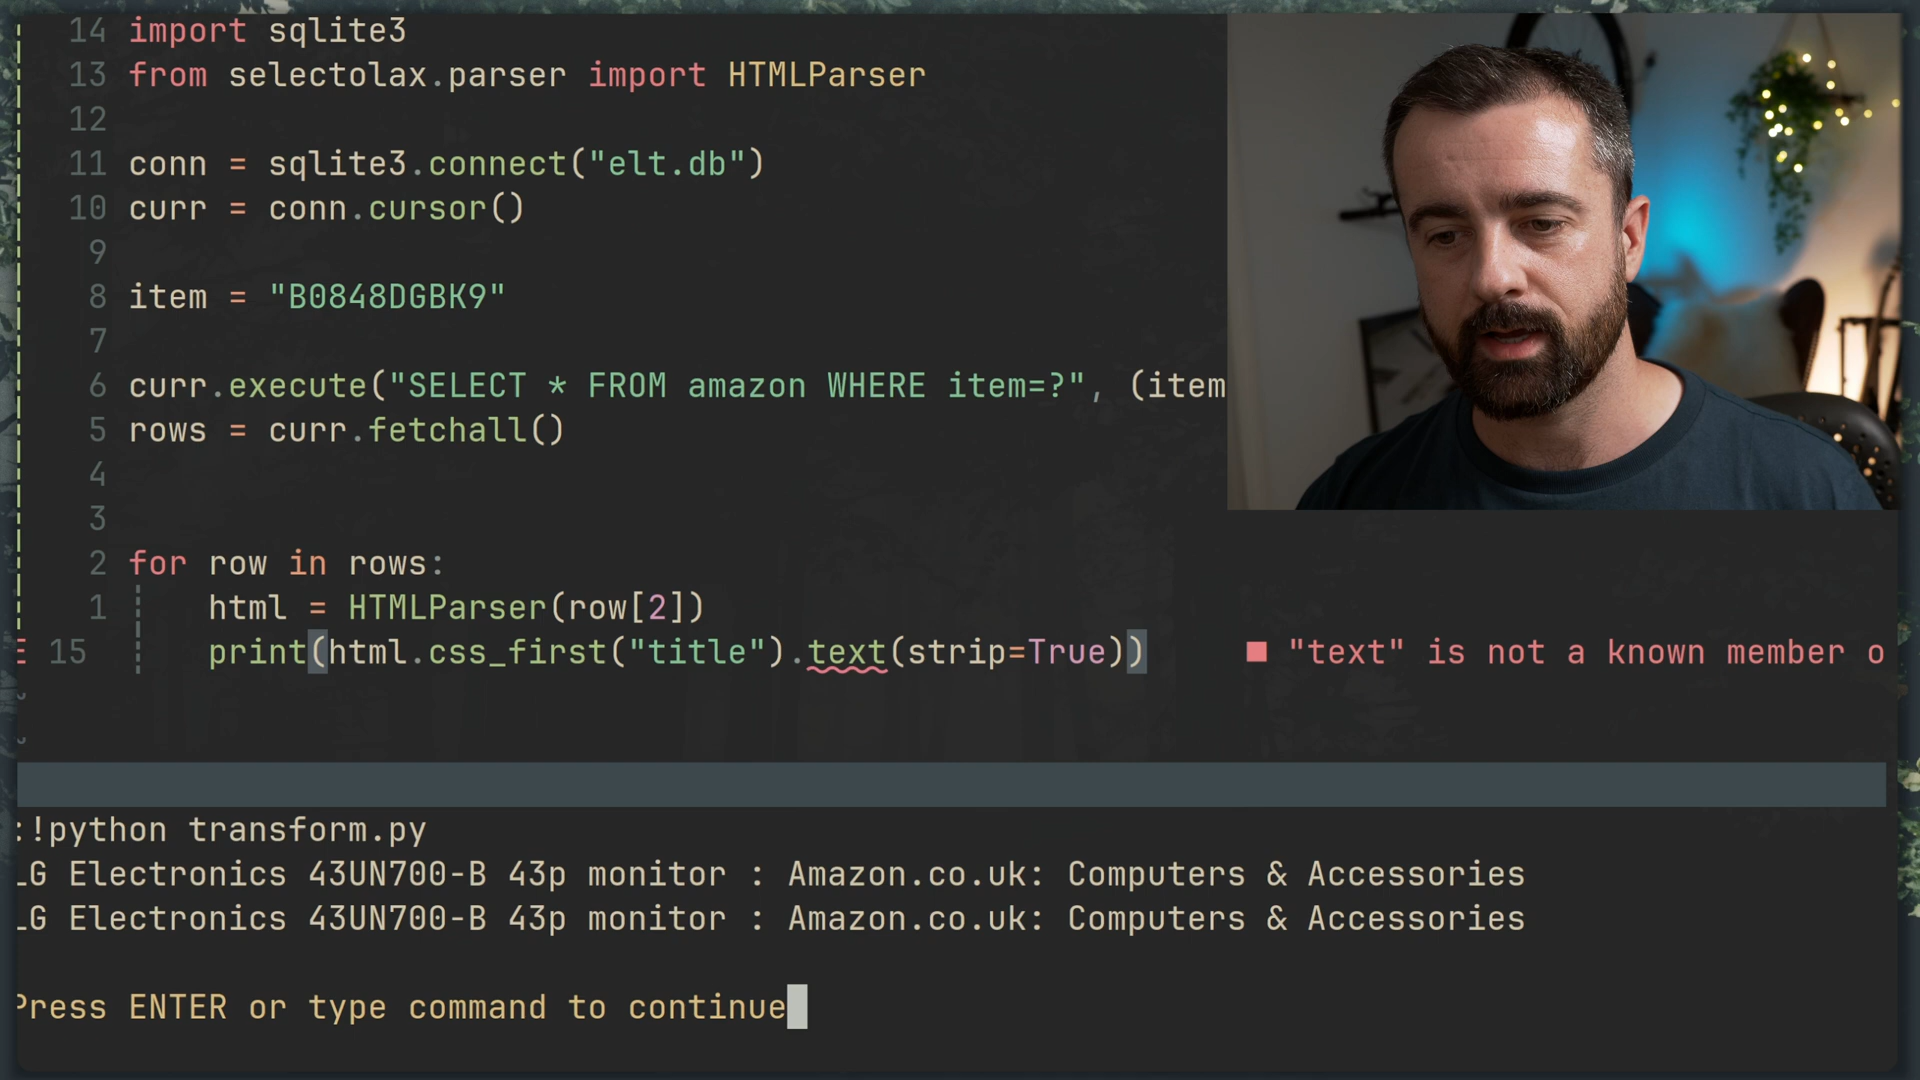 14 import sqlite3
13 from selectolax.parser import HTMLParser
12
11 conn = sqlite3.connect("elt.db")
10 curr = conn.cursor()
9
8 item = "B0848DGBK9"
7
6 curr.execute("SELECT * FROM amazon WHERE item=?", (item
5 rows = curr.fetchall()
4
3
2 for row in rows:
1 html = HTMLParser(row[2])
E 15 print(html.css_first("title").text(strip=True)) ■ "text" is not a known member o
~
~
:!python transform.py
LG Electronics 43UN700-B 43p monitor : Amazon.co.uk: Computers & Accessories
LG Electronics 43UN700-B 43p monitor : Amazon.co.uk: Computers & Accessories
Press ENTER or type command to continue